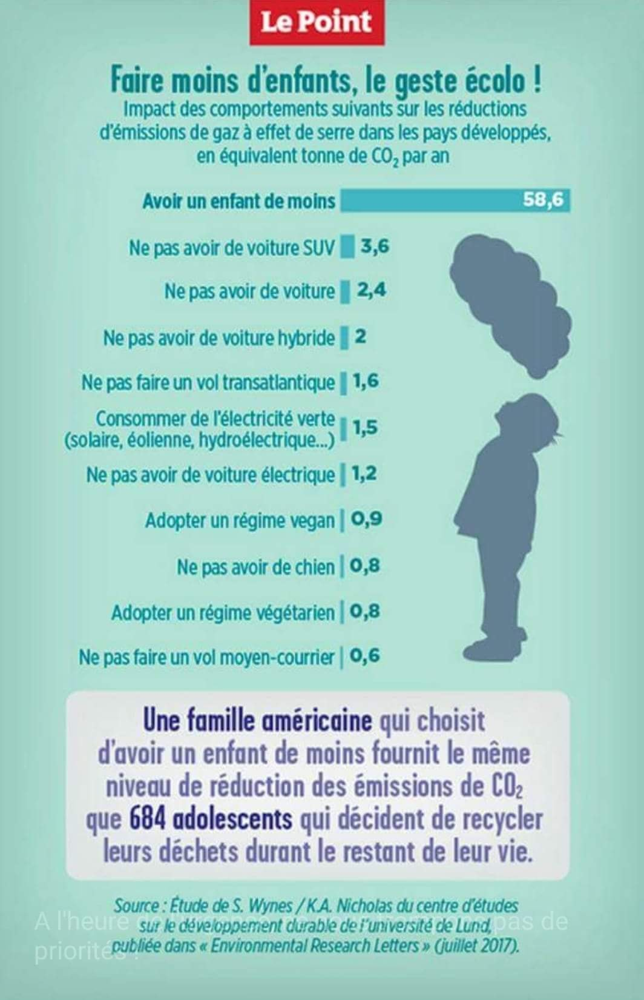 Le Point
Faire moins d'enfants, le geste écolo !
Impact des comportements suivants sur les réductions
d'émissions de gaz à effet de serre dans les pays développés,
en équivalent tonne de CO₂ par an
Avoir un enfant de moins 58,6
Ne pas avoir de voiture SUV 3,6
Ne pas avoir de voiture 2,4
Ne pas avoir de voiture hybride 2
Ne pas faire un vol transatlantique 1,6
Consommer de l'électricité verte
(solaire, éolienne, hydroélectrique...) 1,5
Ne pas avoir de voiture électrique 1,2
Adopter un régime vegan 0,9
Ne pas avoir de chien 0,8
Adopter un régime végétarien 0,8
Ne pas faire un vol moyen-courrier 0,6
Une famille américaine qui choisit
d'avoir un enfant de moins fournit le même
niveau de réduction des émissions de CO₂
que 684 adolescents qui décident de recycler
leurs déchets durant le restant de leur vie.
Source : Étude de S. Wynes / K.A. Nicholas du centre d'études
sur le développement durable de l'université de Lund,
publiée dans « Environmental Research Letters » (juillet 2017).
A l'heure pas de
priorités !